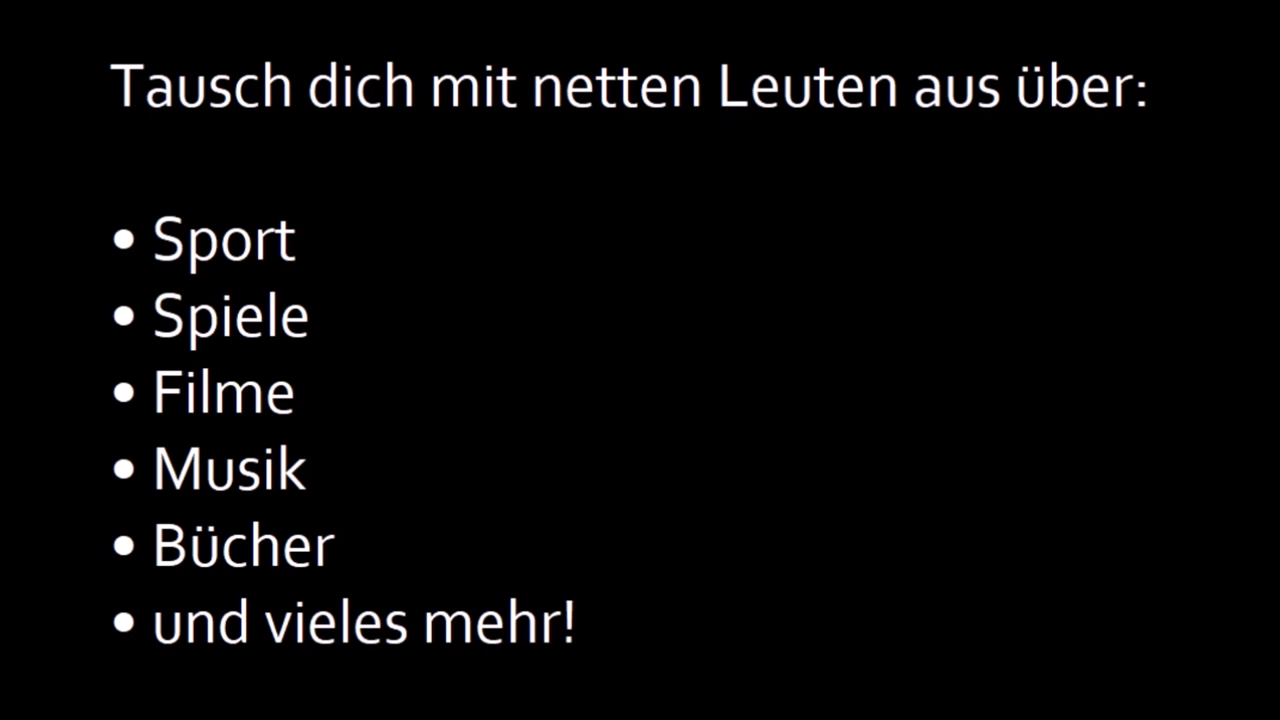 Tausch dich mit netten Leuten aus über:
• Sport
• Spiele
• Filme
• Musik
• Bücher
• und vieles mehr!